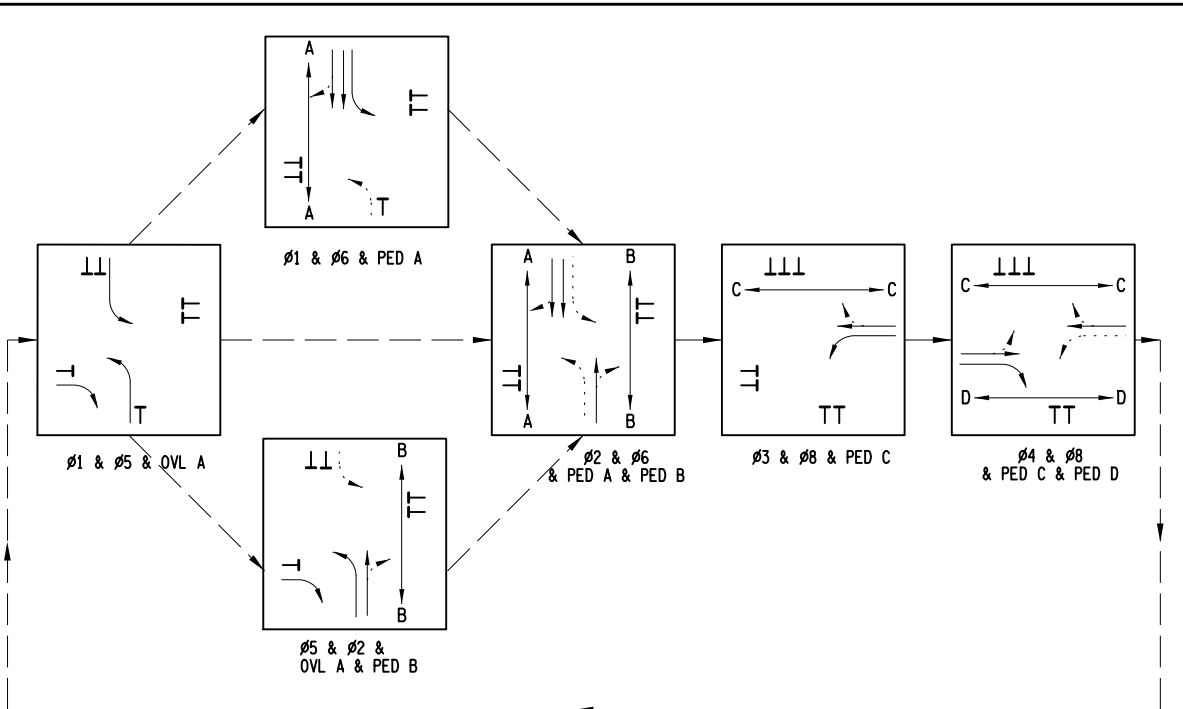 A
A
Ø1 & Ø6 & PED A
Ø1 & Ø5 & OVL A
B
B
Ø5 & Ø2 &
OVL A & PED B
A B
A B
Ø2 & Ø6
& PED A & PED B
C C
Ø3 & Ø8 & PED C
C C
D D
Ø4 & Ø8
& PED C & PED D